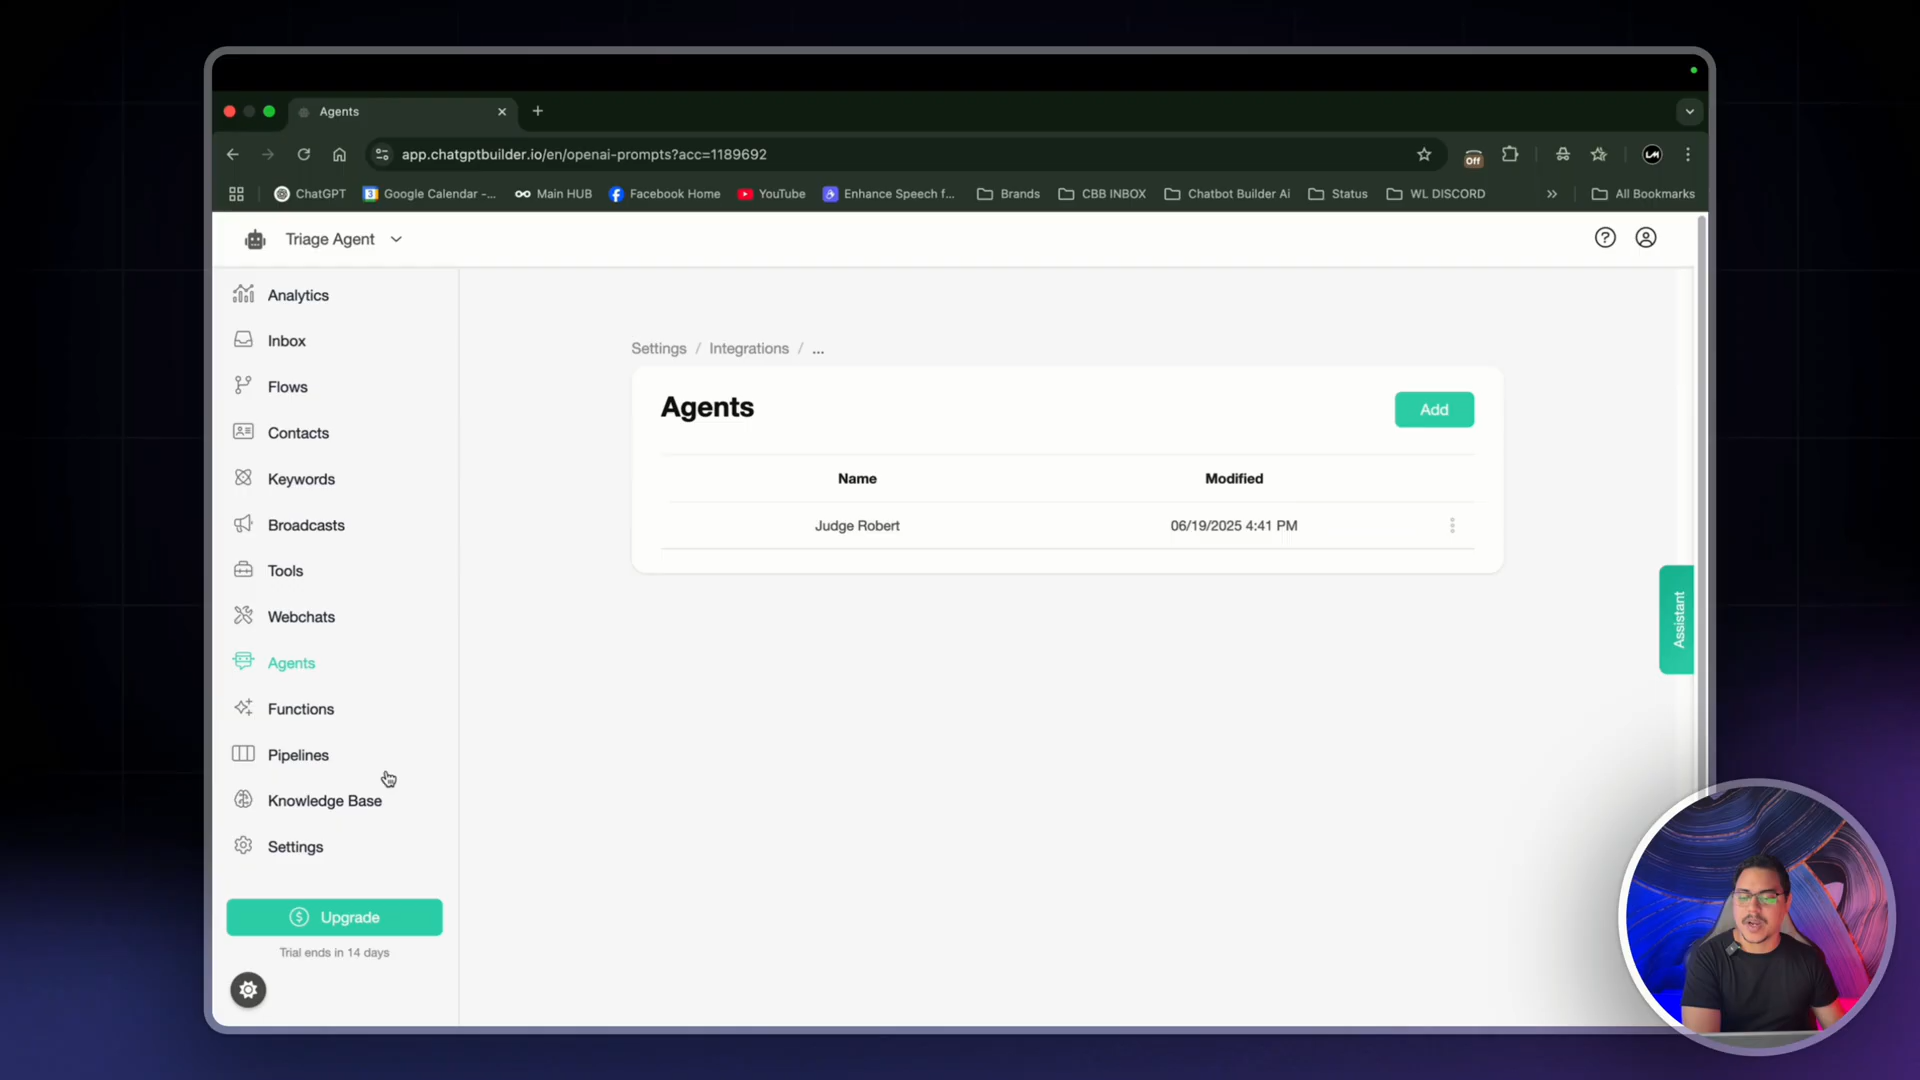 Agents
app.chatgptbuilder.io/en/openai-prompts?acc=1189692
Off
ChatGPT
Google Calendar -...
Main HUB
Facebook Home
YouTube
Enhance Speech f...
Brands
CBB INBOX
Chatbot Builder Ai
Status
WL DISCORD
All Bookmarks
Triage Agent
Analytics
Inbox
Flows
Contacts
Keywords
Broadcasts
Tools
Webchats
Agents
Functions
Pipelines
Knowledge Base
Settings
Upgrade
Trial ends in 14 days
Settings / Integrations / ...
Agents
Add
Name Modified
Judge Robert 06/19/2025 4:41 PM
Assistant